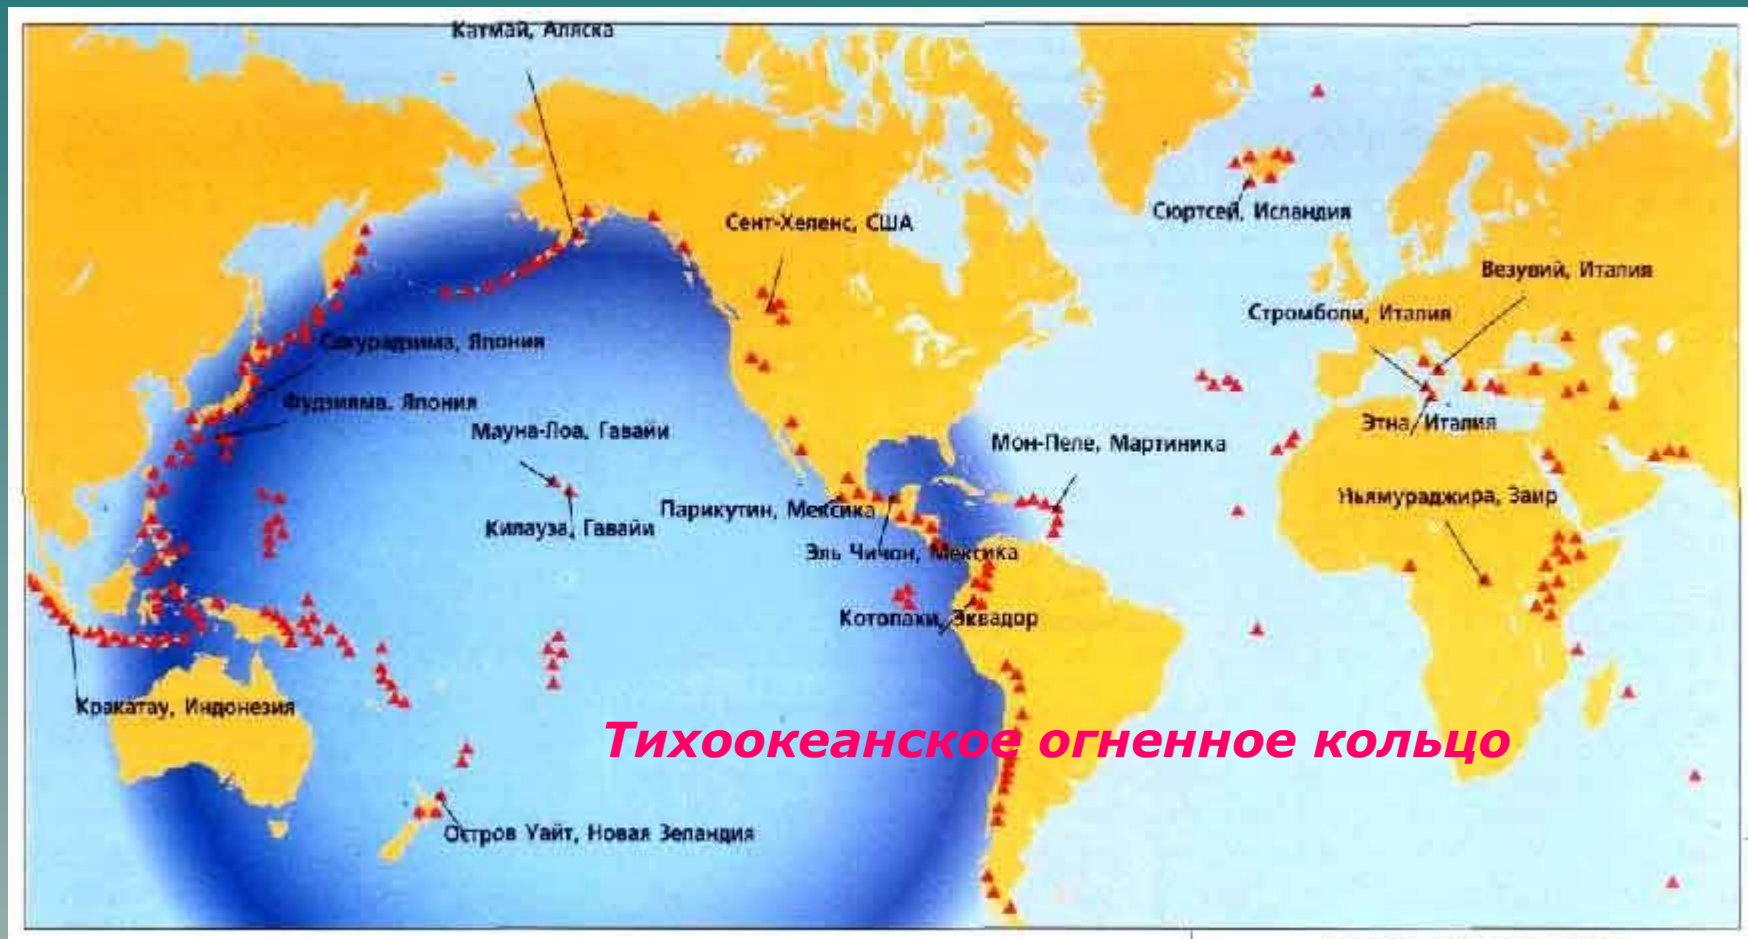 Катмай, Аляска
Сент-Хеленс, США
Сюртсей, Исландия
Везувий, Италия
Стромболи, Италия
Сакурадзима, Япония
Фудзияма. Япония
Этна, Италия
Мауна-Лоа, Гавайи
Мон-Пеле, Мартиника
Ньямураджира, Заир
Парикутин, Мексика
Килауэа, Гавайи
Эль Чичон, Мексика
Котопахи, Эквадор
Кракатау, Индонезия
Тихоокеанское огненное кольцо
Остров Уайт, Новая Зеландия